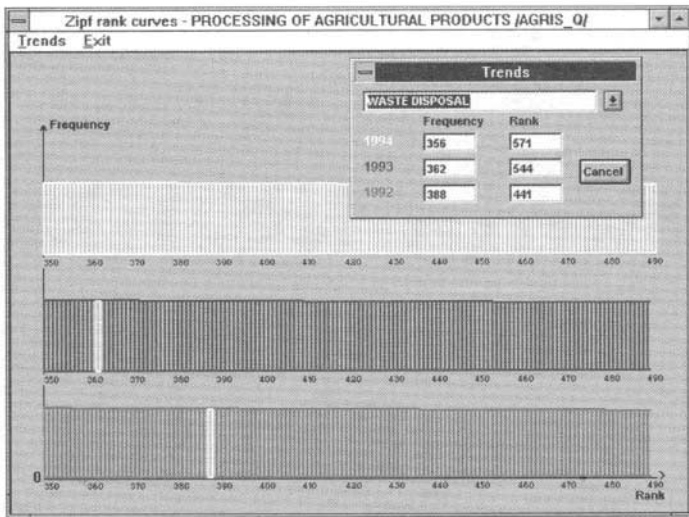 Zipf rank curves - PROCESSING OF AGRICULTURAL PRODUCTS /AGRIS_Q/
Trends Exit
Trends
WASTE DISPOSAL
Frequency Rank
1994 356 571
1993 362 544
1992 388 441
Cancel
Frequency
350 360 370 380 390 400 410 420 430 440 450 460 470 480 490
350 360 370 380 390 400 410 420 430 440 450 460 470 480 490
0
350 360 370 380 390 400 410 420 430 440 450 460 470 480 490
Rank